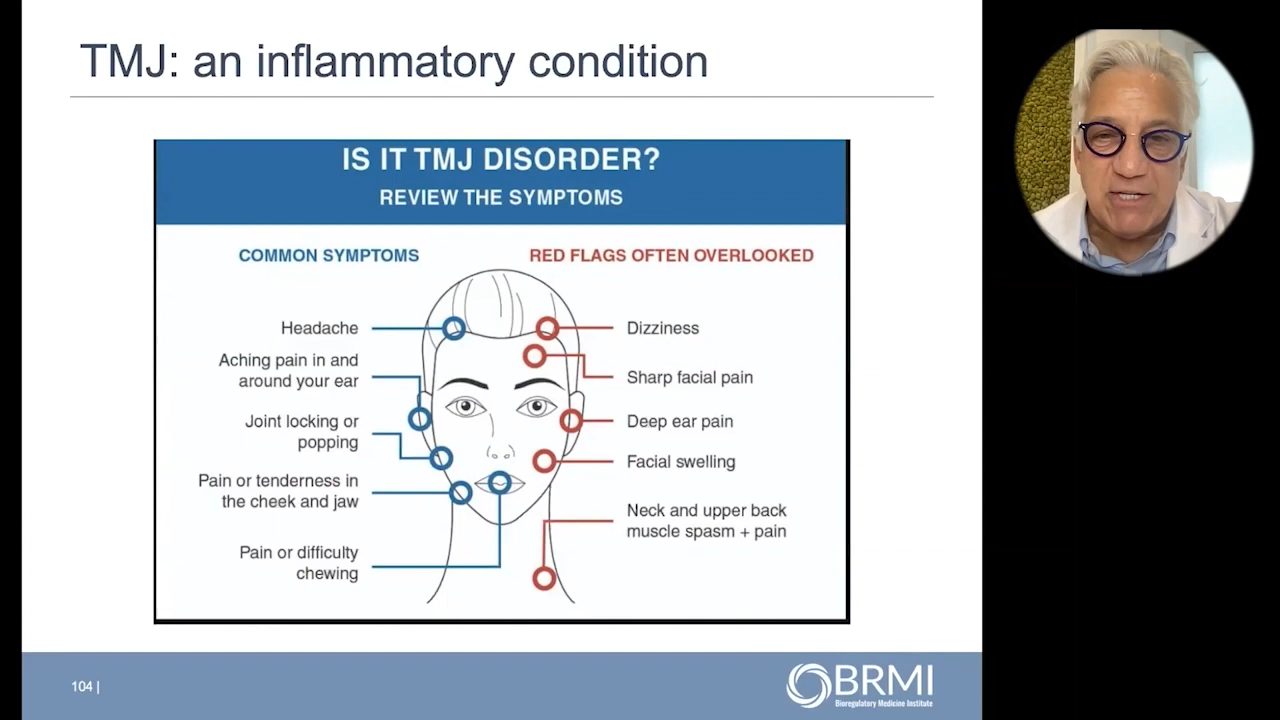 TMJ: an inflammatory condition
IS IT TMJ DISORDER?
REVIEW THE SYMPTOMS
COMMON SYMPTOMS
Headache
Aching pain in and
around your ear
Joint locking or
popping
Pain or tenderness in
the cheek and jaw
Pain or difficulty
chewing
RED FLAGS OFTEN OVERLOOKED
Dizziness
Sharp facial pain
Deep ear pain
Facial swelling
Neck and upper back
muscle spasm + pain
104 |
BRMI
Bioregulatory Medicine Institute